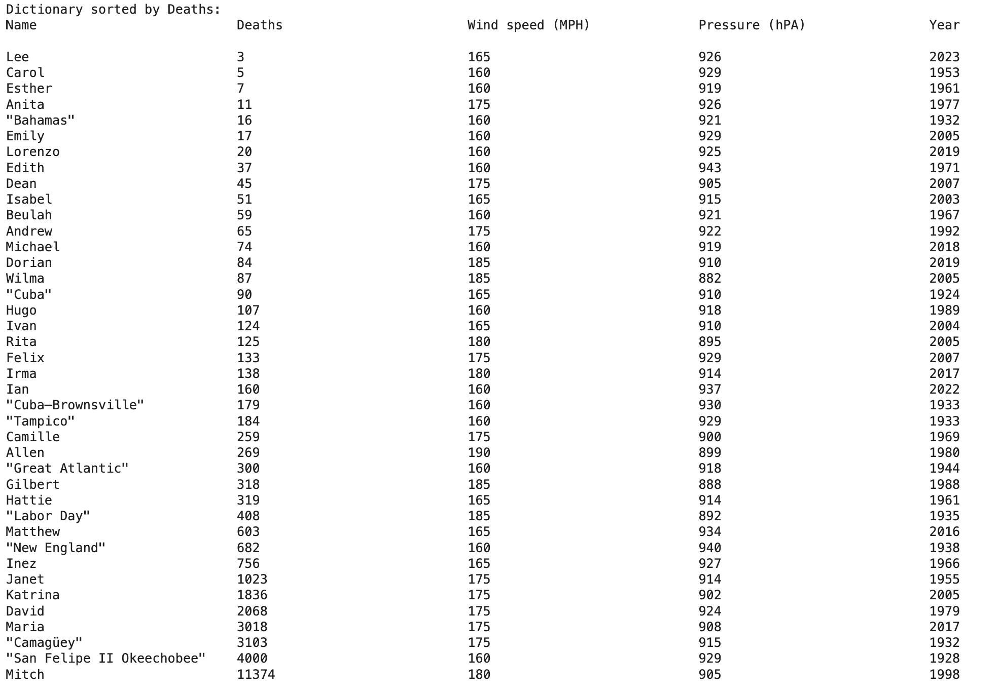 Dictionary sorted by Deaths:
Name Deaths Wind speed (MPH) Pressure (hPA) Year
Lee 3 165 926 2023
Carol 5 160 929 1953
Esther 7 160 919 1961
Anita 11 175 926 1977
"Bahamas" 16 160 921 1932
Emily 17 160 929 2005
Lorenzo 20 160 925 2019
Edith 37 160 943 1971
Dean 45 175 905 2007
Isabel 51 165 915 2003
Beulah 59 160 921 1967
Andrew 65 175 922 1992
Michael 74 160 919 2018
Dorian 84 185 910 2019
Wilma 87 185 882 2005
"Cuba" 90 165 910 1924
Hugo 107 160 918 1989
Ivan 124 165 910 2004
Rita 125 180 895 2005
Felix 133 175 929 2007
Irma 138 180 914 2017
Ian 160 160 937 2022
"Cuba–Brownsville" 179 160 930 1933
"Tampico" 184 160 929 1933
Camille 259 175 900 1969
Allen 269 190 899 1980
"Great Atlantic" 300 160 918 1944
Gilbert 318 185 888 1988
Hattie 319 165 914 1961
"Labor Day" 408 185 892 1935
Matthew 603 165 934 2016
"New England" 682 160 940 1938
Inez 756 165 927 1966
Janet 1023 175 914 1955
Katrina 1836 175 902 2005
David 2068 175 924 1979
Maria 3018 175 908 2017
"Camagüey" 3103 175 915 1932
"San Felipe II Okeechobee" 4000 160 929 1928
Mitch 11374 180 905 1998